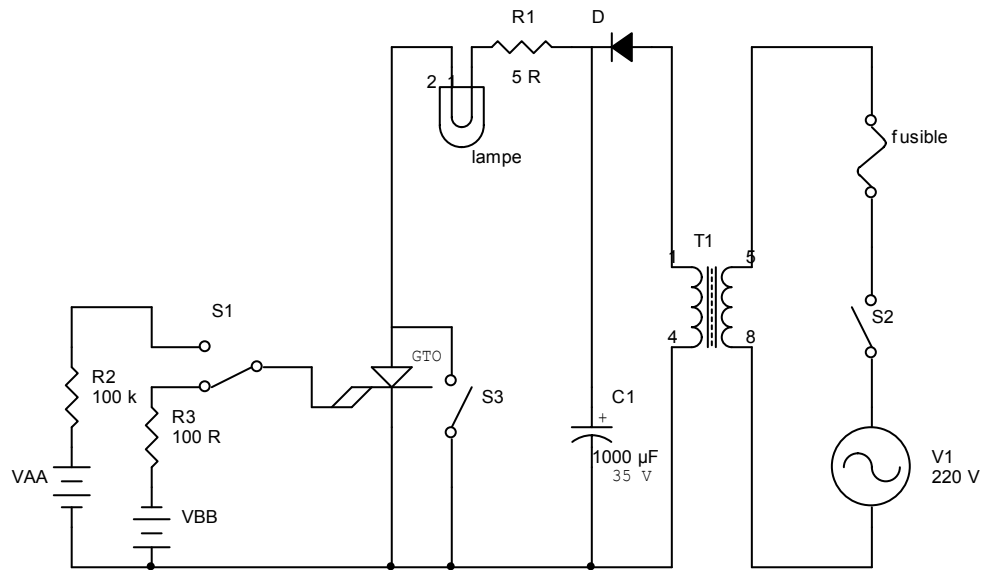 R1
D
5 R
2 1
lampe
fusible
T1
1
5
4
8
S1
S2
GTO
R2
100 k
R3
100 R
S3
C1
+
1000 µF
35 V
VAA
VBB
V1
220 V